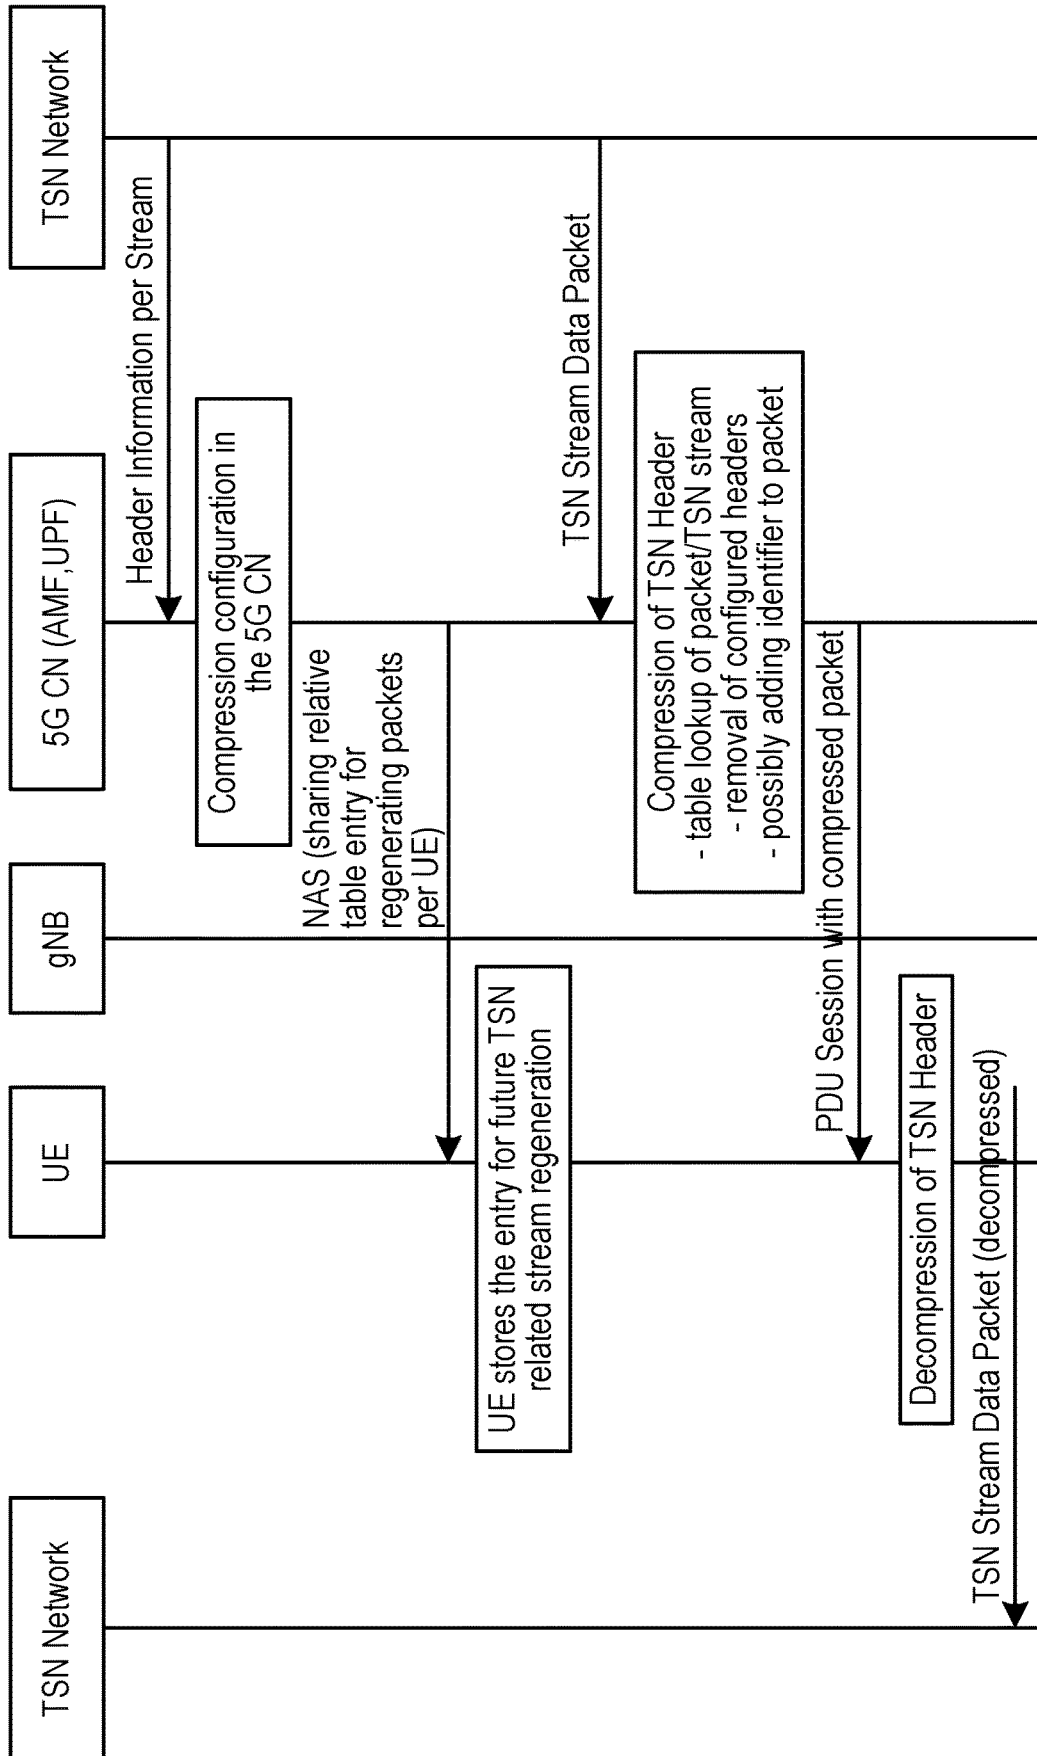 TSN Network
UE
gNB
5G CN (AMF,UPF)
TSN Network
Header Information per Stream
Compression configuration in
the 5G CN
NAS (sharing relative
table entry for
regenerating packets
per UE)
UE stores the entry for future TSN
related stream regeneration
TSN Stream Data Packet
Compression of TSN Header
- table lookup of packet/TSN stream
- removal of configured headers
- possibly adding identifier to packet
PDU Session with compressed packet
Decompression of TSN Header
TSN Stream Data Packet (decompressed)